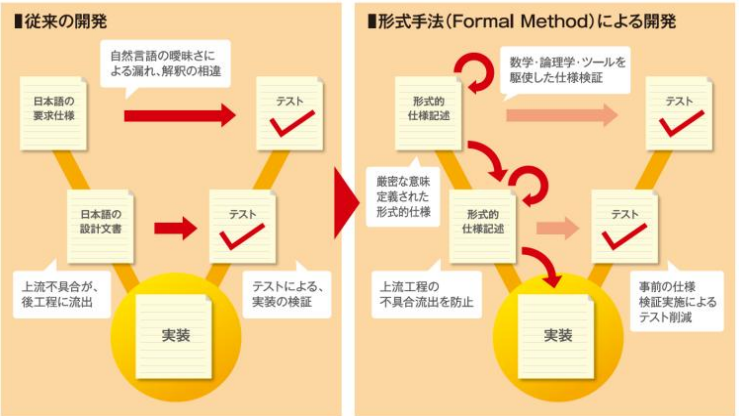 ▮従来の開発
自然言語の曖昧さに
よる漏れ、解釈の相違
日本語の
要求仕様
テスト
日本語の
設計文書
テスト
上流不具合が、
後工程に流出
テストによる、
実装の検証
実装
▮形式手法(Formal Method)による開発
数学・論理学・ツールを
駆使した仕様検証
形式的
仕様記述
テスト
厳密な意味
定義された
形式的仕様
形式的
仕様記述
テスト
上流工程の
不具合流出を防止
事前の仕様
検証実施による
テスト削減
実装